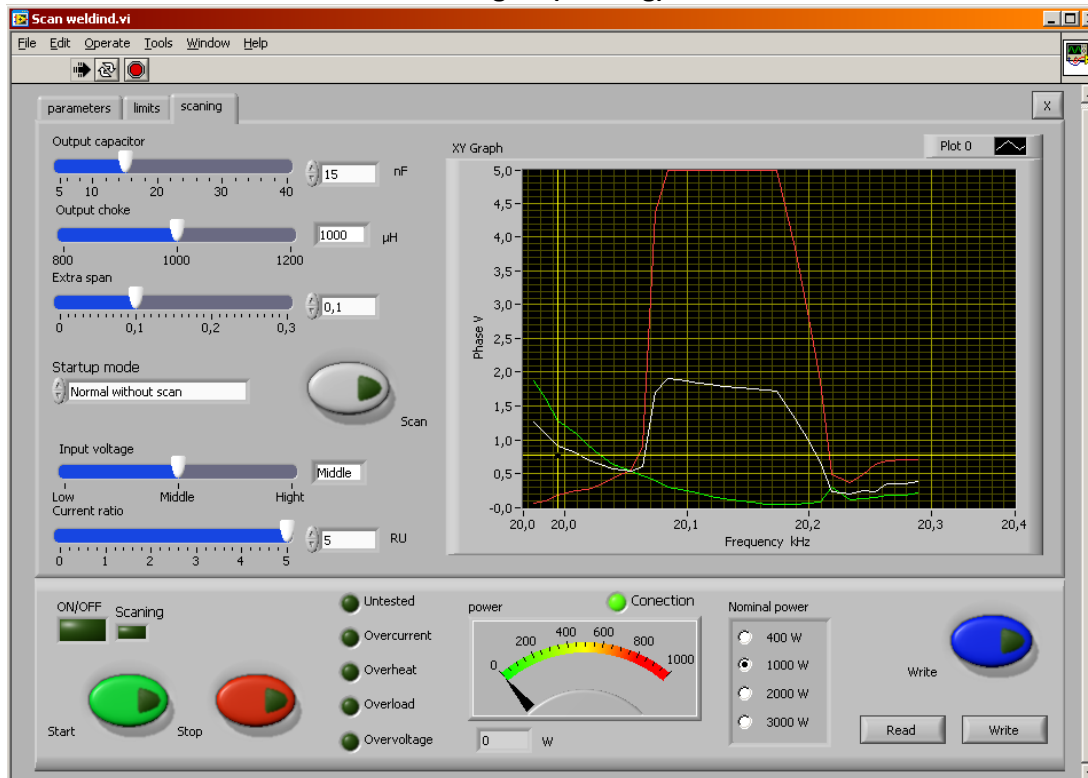 Scan weldind.vi
File Edit Operate Tools Window Help
parameters limits scaning X
Output capacitor
5 10 20 30 40
15 nF
Output choke
800 1000 1200
1000 µH
Extra span
0 0,1 0,2 0,3
0,1
Startup mode
Normal without scan
Scan
Input voltage
Low Middle Hight
Middle
Current ratio
0 1 2 3 4 5
5 RU
XY Graph
Plot 0
Phase V
5,0
4,5
4,0
3,5
3,0
2,5
2,0
1,5
1,0
0,5
-0,0
20,0 20,0 20,1 20,2 20,3 20,4
Frequency kHz
ON/OFF Scaning
Start Stop
Untested
Overcurrent
Overheat
Overload
Overvoltage
power
Conection
0 200 400 600 800 1000
0 W
Nominal power
400 W
1000 W
2000 W
3000 W
Write
Read Write